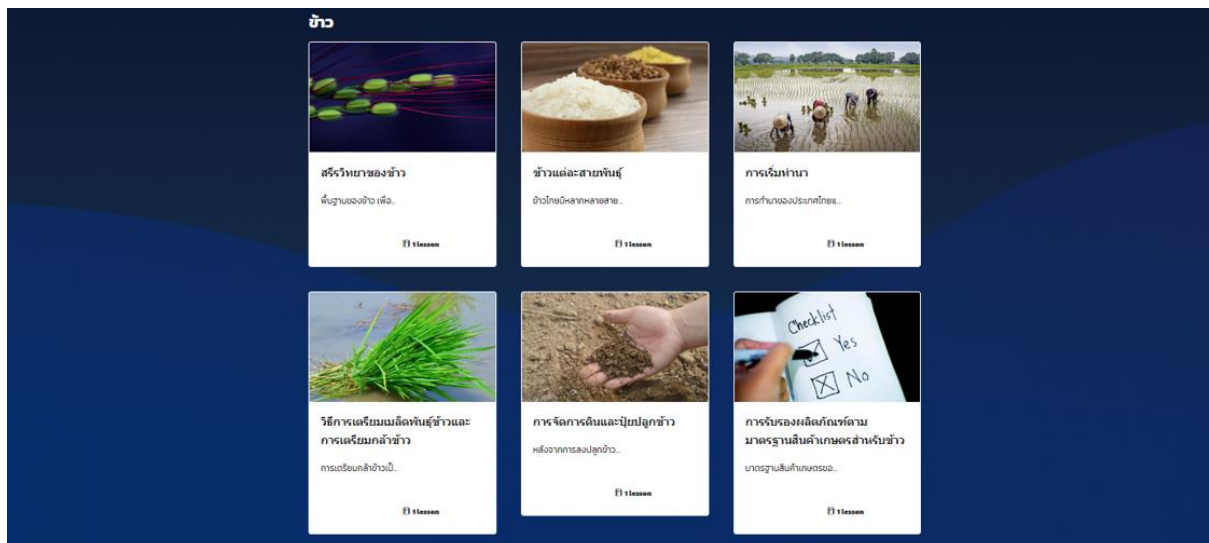 ข้าว
สรีรวิทยาของข้าว
พื้นฐานของข้าว เพื่อ...
1 lesson
ข้าวแต่ละสายพันธุ์
ข้าวไทยมีหลากหลายสาย...
1 lesson
การเริ่มทำนา
การทำนาของประเทศไทยแ...
1 lesson
Checklist
Yes
No
วิธีการเตรียมเมล็ดพันธุ์ข้าวและ
การเตรียมกล้าข้าว
การเตรียมกล้าข้าวเป็...
1 lesson
การจัดการดินและปุ๋ยปลูกข้าว
หลังจากการลงปลูกข้าว...
1 lesson
การรับรองผลิตภัณฑ์ตาม
มาตรฐานสินค้าเกษตรสำหรับข้าว
มาตรฐานสินค้าเกษตรขอ...
1 lesson